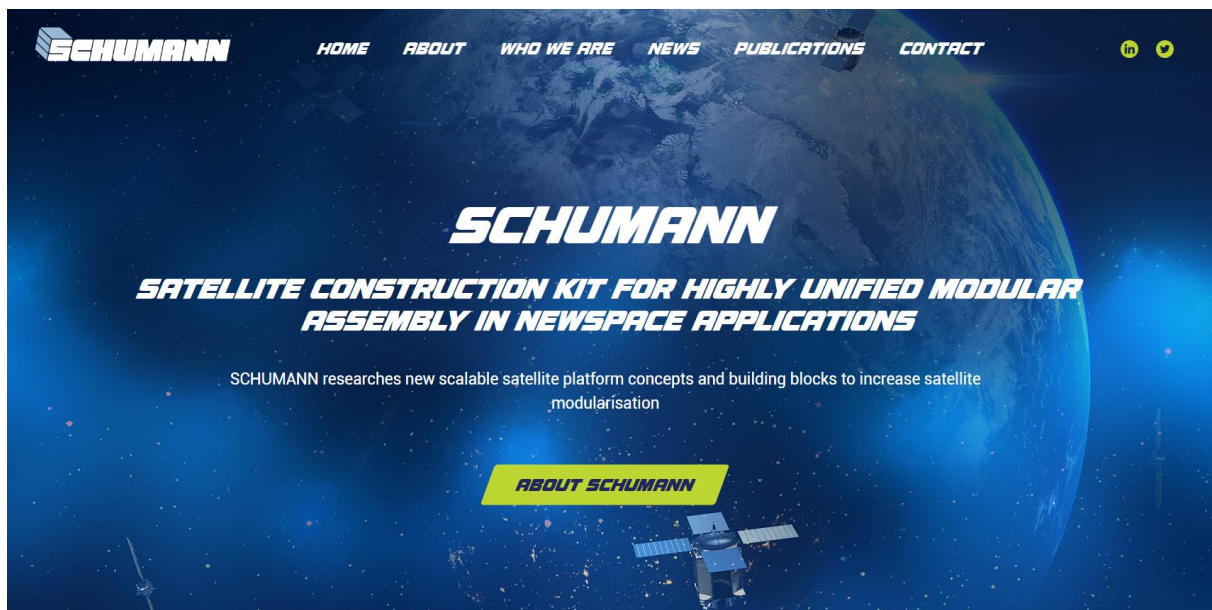 SCHUMANN
HOME ABOUT WHO WE ARE NEWS PUBLICATIONS CONTACT
in
SCHUMANN
SATELLITE CONSTRUCTION KIT FOR HIGHLY UNIFIED MODULAR
ASSEMBLY IN NEWSPACE APPLICATIONS
SCHUMANN researches new scalable satellite platform concepts and building blocks to increase satellite
modularisation
ABOUT SCHUMANN